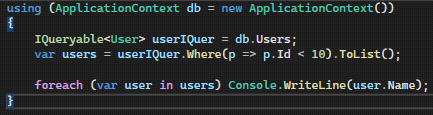 using (ApplicationContext db = new ApplicationContext())
{
    IQueryable<User> userIQuer = db.Users;
    var users = userIQuer.Where(p => p.Id < 10).ToList();

    foreach (var user in users) Console.WriteLine(user.Name);
}